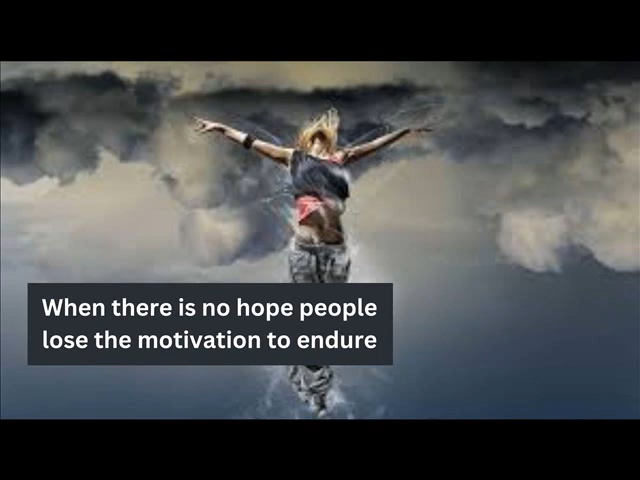 When there is no hope people
lose the motivation to endure